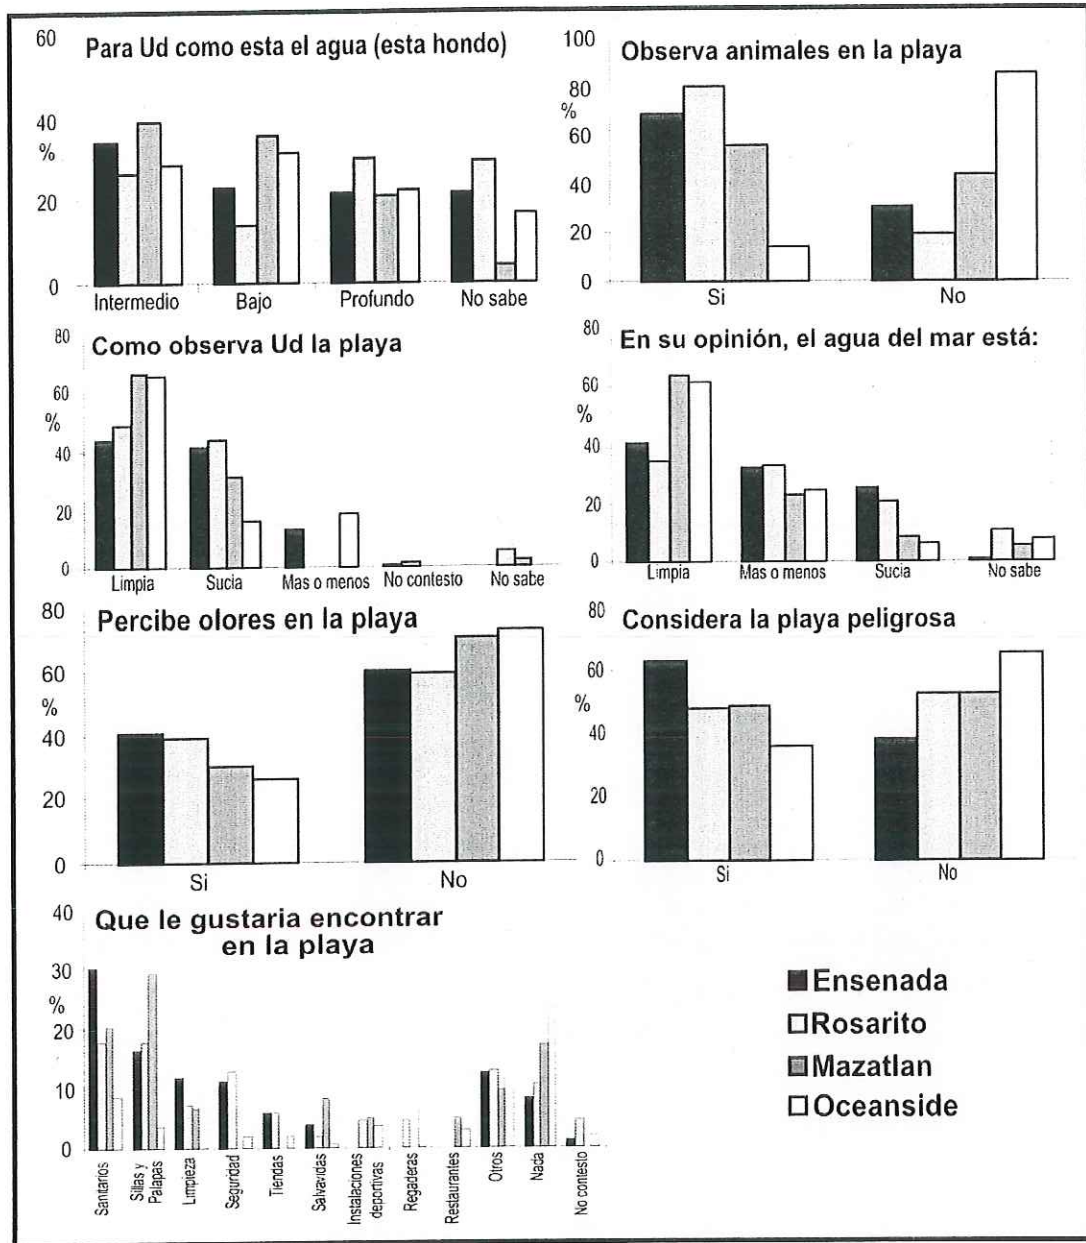 Para Ud como esta el agua (esta hondo)
60
40
%
20
0
Intermedio Bajo Profundo No sabe
Observa animales en la playa
100
80
%
60
40
20
0
Si No
Como observa Ud la playa
80
60
%
40
20
0
Limpia Sucia Mas o menos No contesto No sabe
En su opinión, el agua del mar está:
80
60
%
40
20
0
Limpia Mas o menos Sucia No sabe
Percibe olores en la playa
80
60
%
40
20
0
Si No
Considera la playa peligrosa
80
60
%
40
20
0
Si No
Que le gustaria encontrar
en la playa
40
30
%
20
10
0
Sanitarios
Sillas y
Palapas
Limpieza
Seguridad
Tiendas
Salvavidas
Instalaciones
deportivas
Regaderas
Restaurantes
Otros
Nada
No contesto
Ensenada
Rosarito
Mazatlan
Oceanside